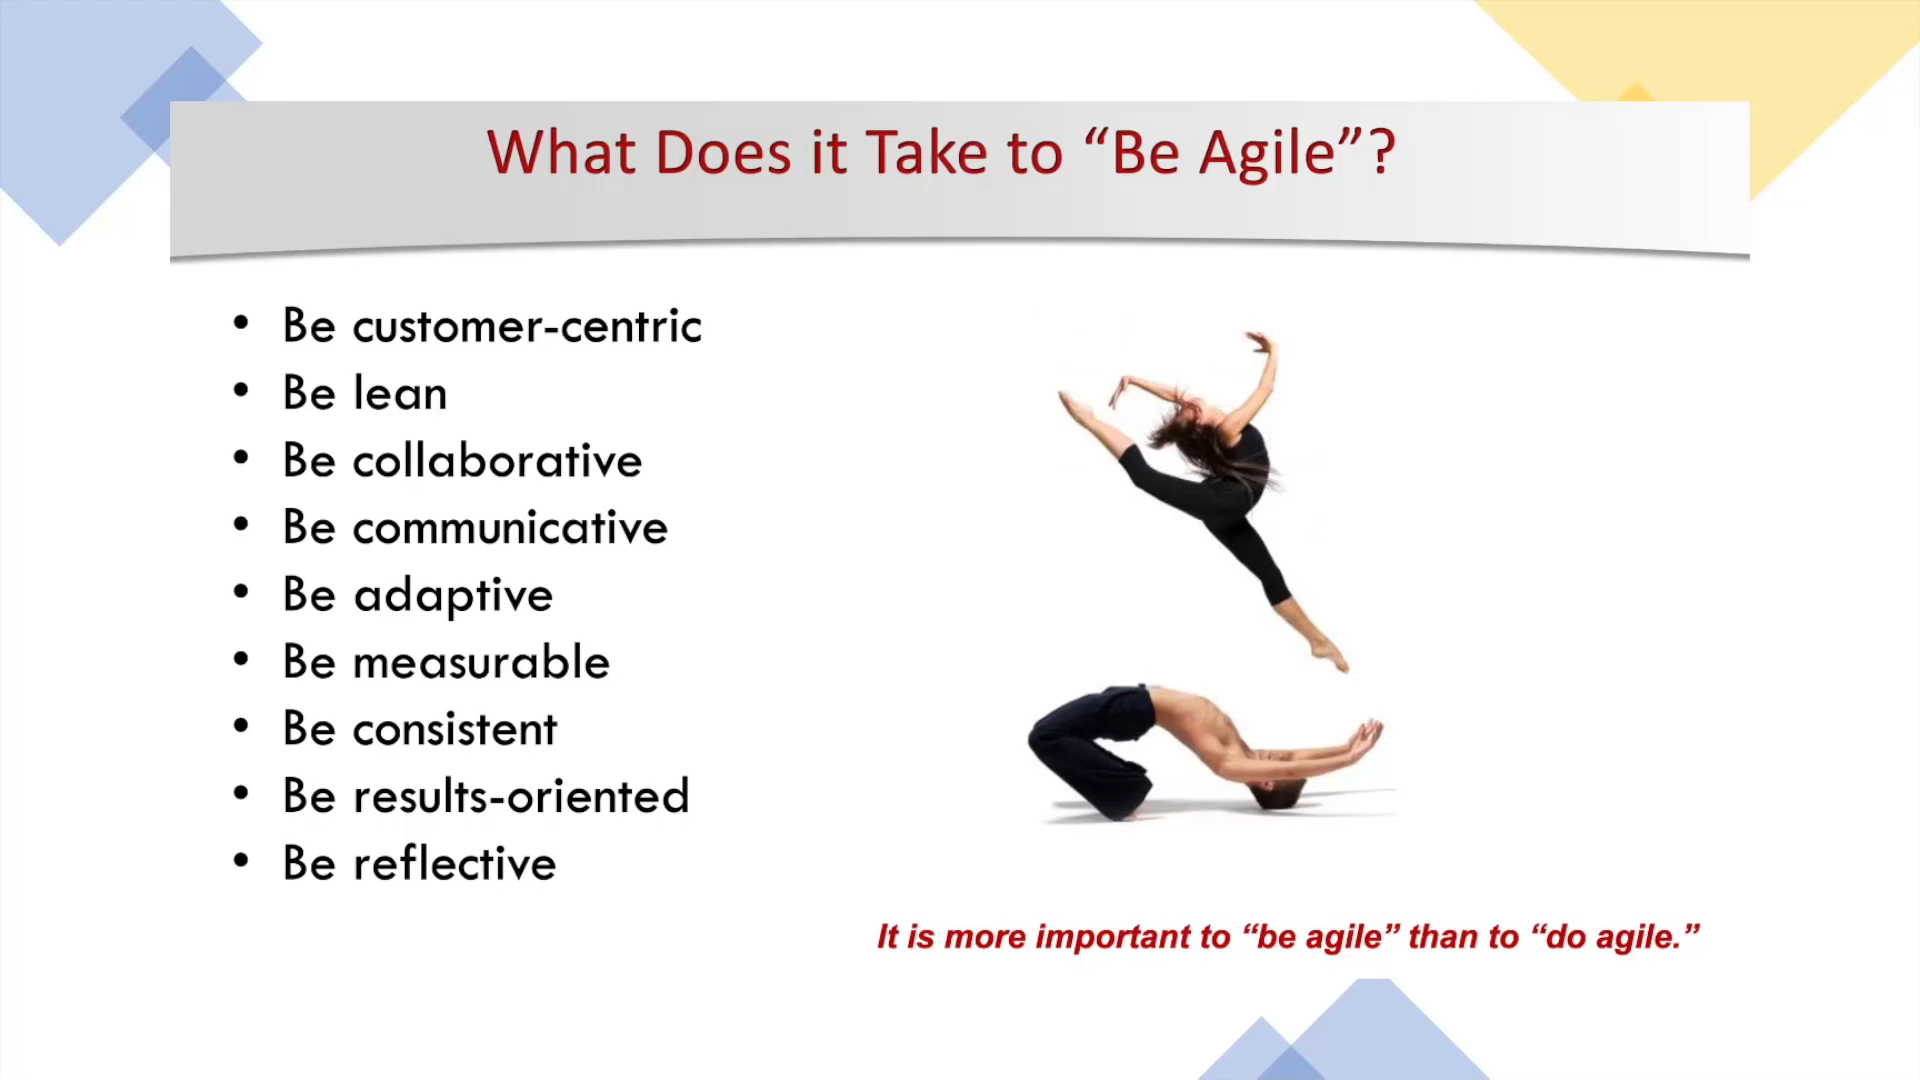 What Does it Take to “Be Agile”?
• Be customer-centric
• Be lean
• Be collaborative
• Be communicative
• Be adaptive
• Be measurable
• Be consistent
• Be results-oriented
• Be reflective
It is more important to “be agile” than to “do agile.”